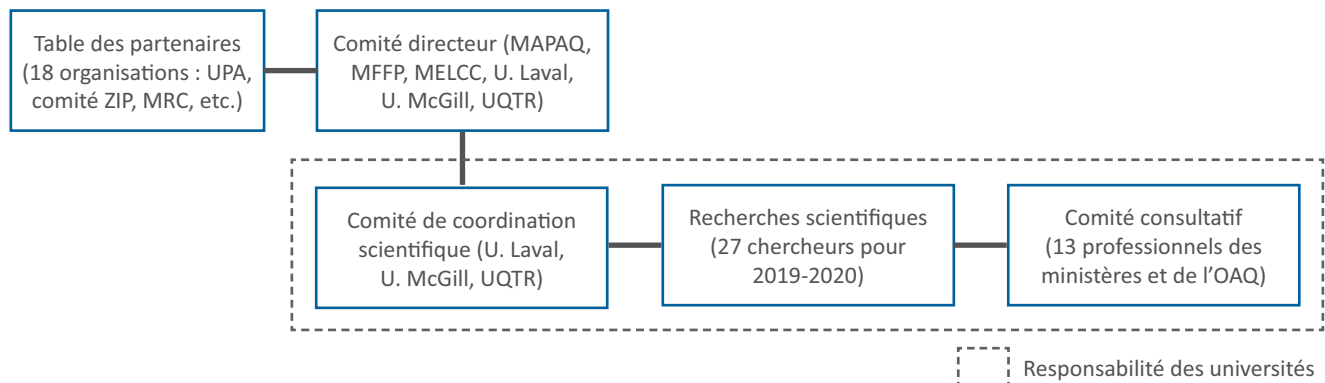 Table des partenaires
(18 organisations : UPA,
comité ZIP, MRC, etc.)
Comité directeur (MAPAQ,
MFFP, MELCC, U. Laval,
U. McGill, UQTR)
Comité de coordination
scientifique (U. Laval,
U. McGill, UQTR)
Recherches scientifiques
(27 chercheurs pour
2019-2020)
Comité consultatif
(13 professionnels des
ministères et de l’OAQ)
Responsabilité des universités